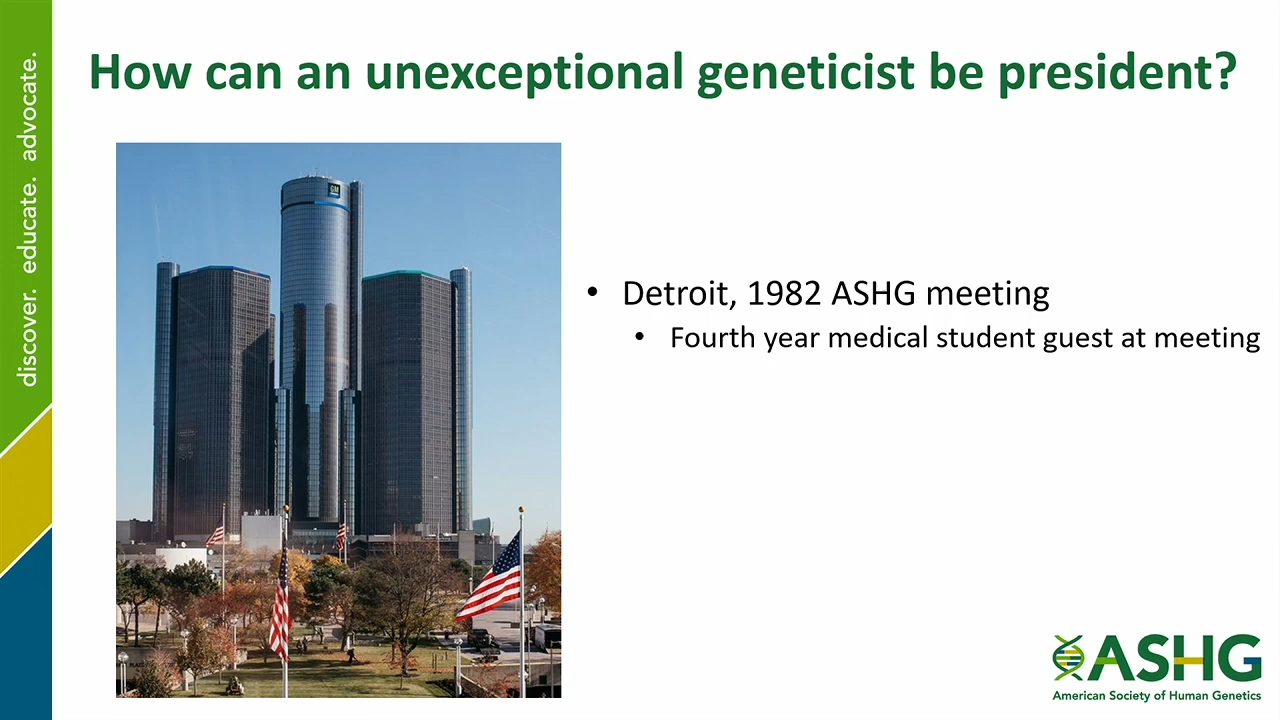 How can an unexceptional geneticist be president?
discover. educate. advocate.
GM
• Detroit, 1982 ASHG meeting
• Fourth year medical student guest at meeting
ASHG
American Society of Human Genetics